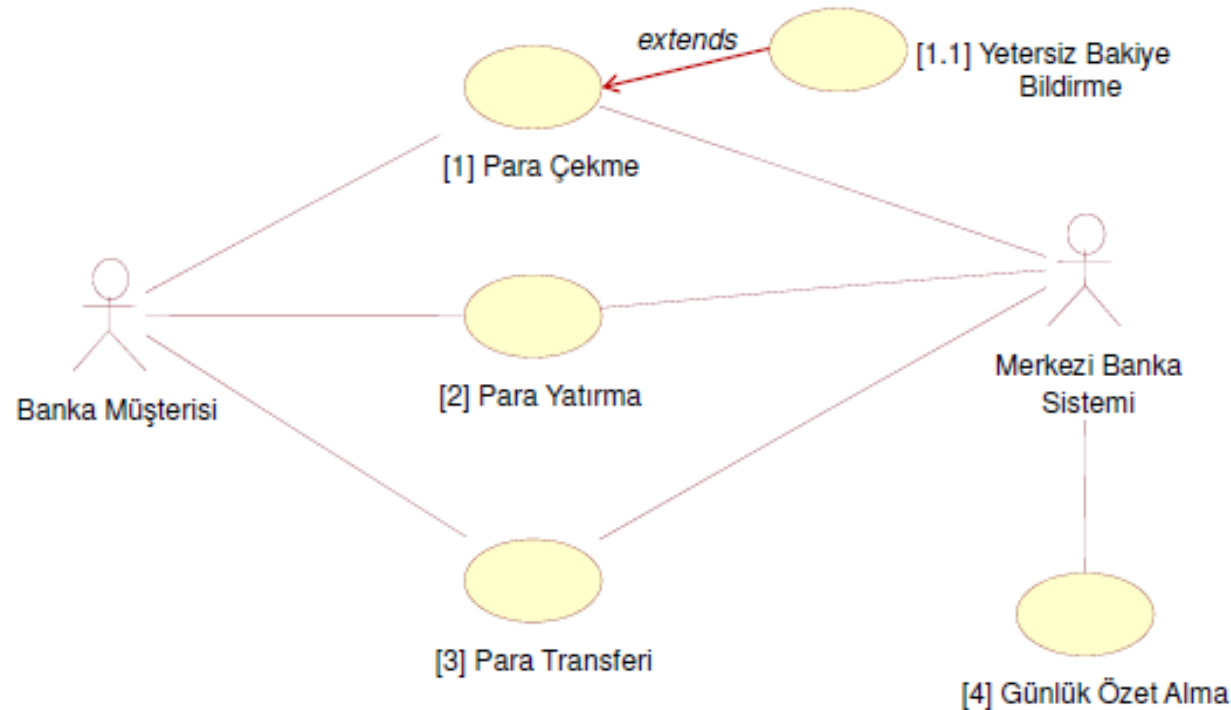 extends
[1.1] Yetersiz Bakiye
Bildirme
[1] Para Çekme
Banka Müşterisi
[2] Para Yatırma
Merkezi Banka
Sistemi
[3] Para Transferi
[4] Günlük Özet Alma